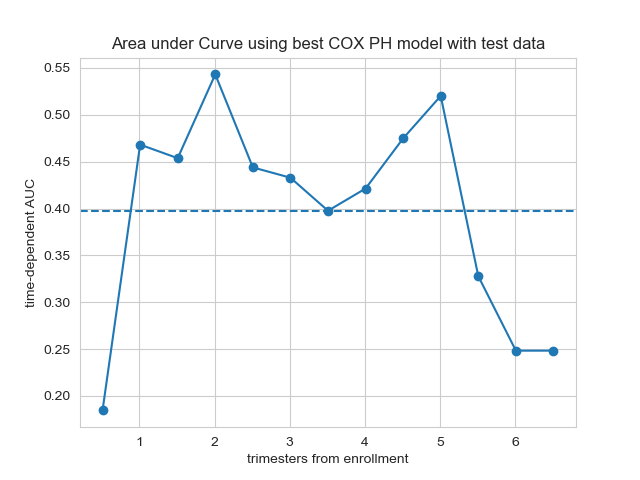 Area under Curve using best COX PH model with test data
time-dependent AUC
0.55
0.50
0.45
0.40
0.35
0.30
0.25
0.20
1 2 3 4 5 6
trimesters from enrollment